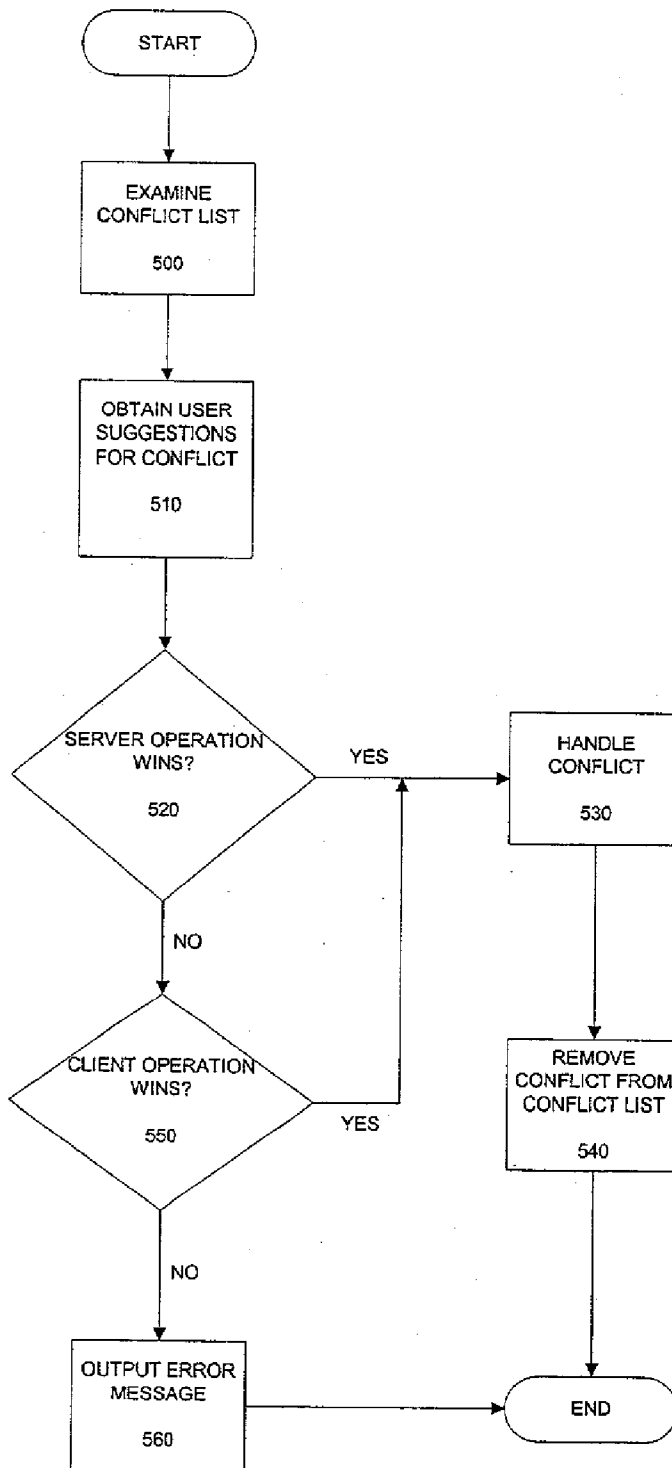 START
EXAMINE
CONFLICT LIST
500
OBTAIN USER
SUGGESTIONS
FOR CONFLICT
510
SERVER OPERATION
WINS?
520
YES
HANDLE
CONFLICT
530
NO
CLIENT OPERATION
WINS?
550
YES
REMOVE
CONFLICT FROM
CONFLICT LIST
540
NO
OUTPUT ERROR
MESSAGE
560
END